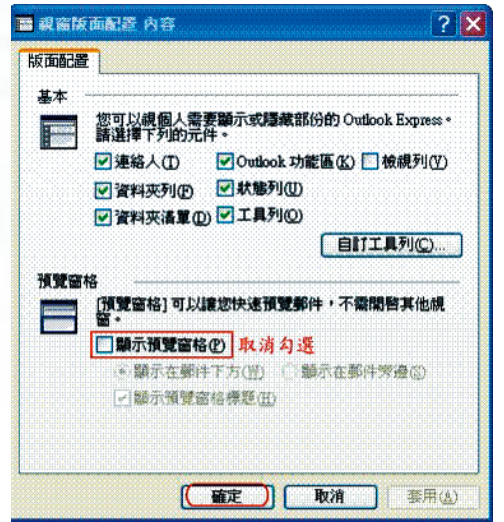 視窗版面配置 內容
版面配置
基本
您可以視個人需要顯示或隱藏部份的 Outlook Express。
請選擇下列的元件。
連絡人(T) Outlook 功能區(K) 檢視列(V)
資料夾列(F) 狀態列(U)
資料夾清單(D) 工具列(O)
自訂工具列(C)...
預覽窗格
[預覽窗格] 可以讓您快速預覽郵件，不需開啓其他視
窗。
顯示預覽窗格(P) 取消勾選
顯示在郵件下方(W) 顯示在郵件旁邊(S)
顯示預覽窗格標題(H)
確定 取消 套用(A)